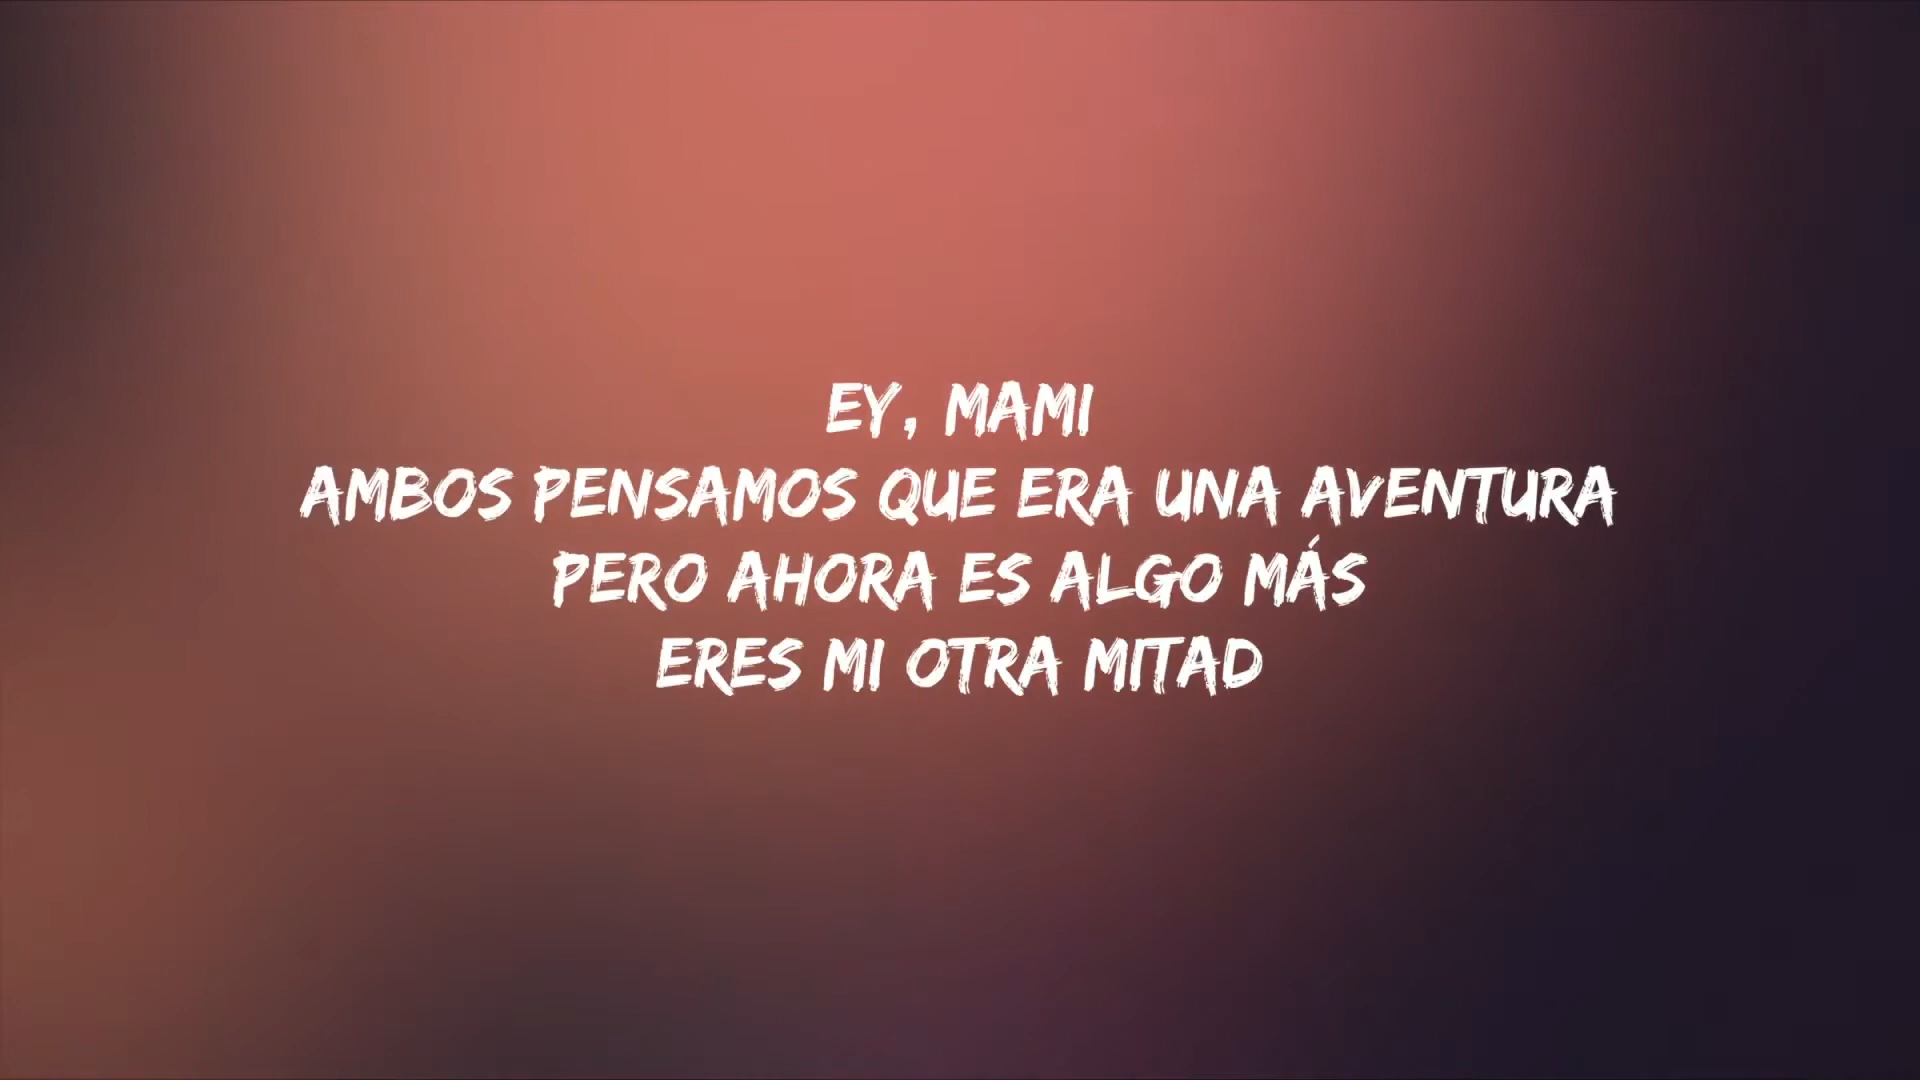 EY, MAMI
AMBOS PENSAMOS QUE ERA UNA AVENTURA
PERO AHORA ES ALGO MÁS
ERES MI OTRA MITAD